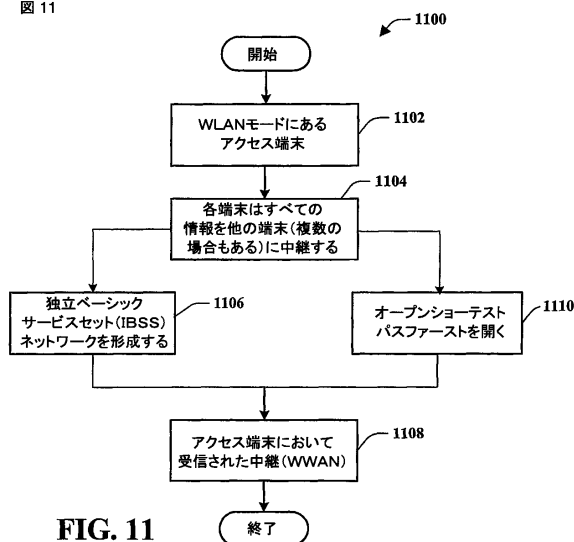 図 11
1100
開始
WLANモードにある
アクセス端末
1102
1104
各端末はすべての
情報を他の端末(複数の
場合もある)に中継する
独立ベーシック
サービスセット(IBSS)
ネットワークを形成する
1106
オープンショーテスト
パスファーストを開く
1110
アクセス端末において
受信された中継(WWAN)
1108
FIG. 11
終了